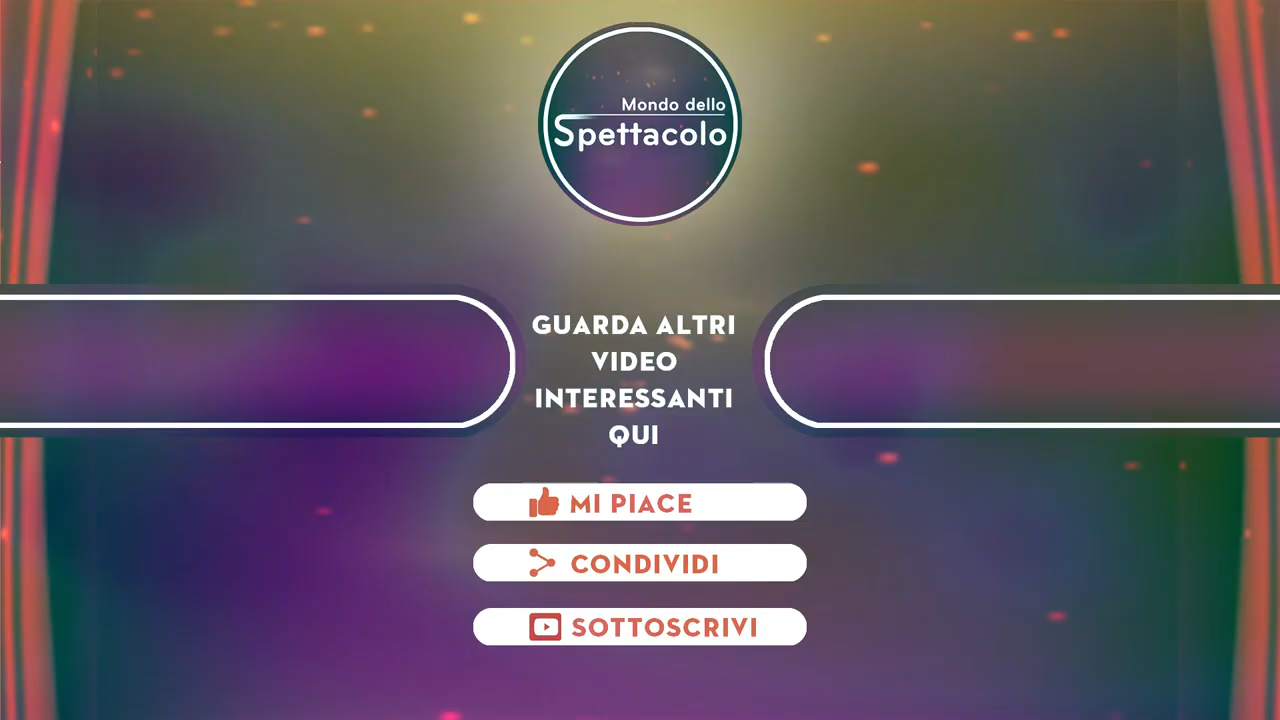 Mondo dello
Spettacolo
GUARDA ALTRI
VIDEO
INTERESSANTI
QUI
MI PIACE
CONDIVIDI
SOTTOSCRIVI